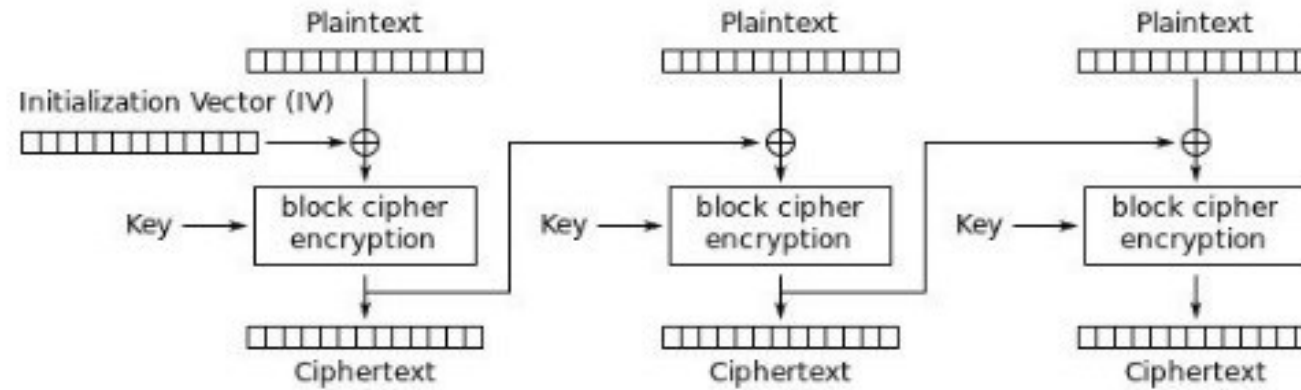 Plaintext
Plaintext
Plaintext
Initialization Vector (IV)
Key
block cipher
encryption
Key
block cipher
encryption
Key
block cipher
encryption
Ciphertext
Ciphertext
Ciphertext